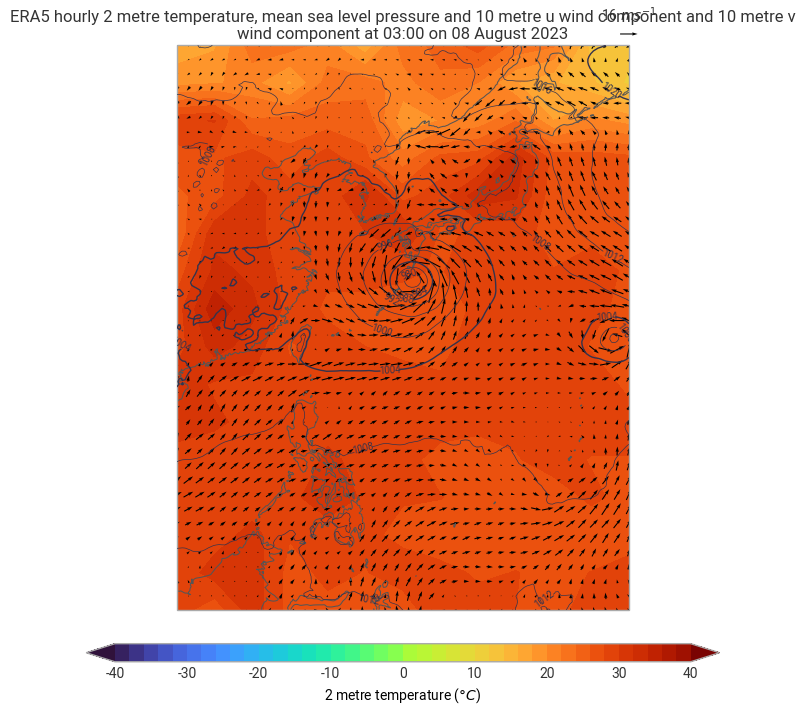 ERA5 hourly 2 metre temperature, mean sea level pressure and 10 metre u wind component and 10 metre v
16 ms⁻¹
wind component at 03:00 on 08 August 2023
1020
1008
1008
1012
1004
1000
1004
1004
1008
1012
-40 -30 -20 -10 0 10 20 30 40
2 metre temperature (°C)